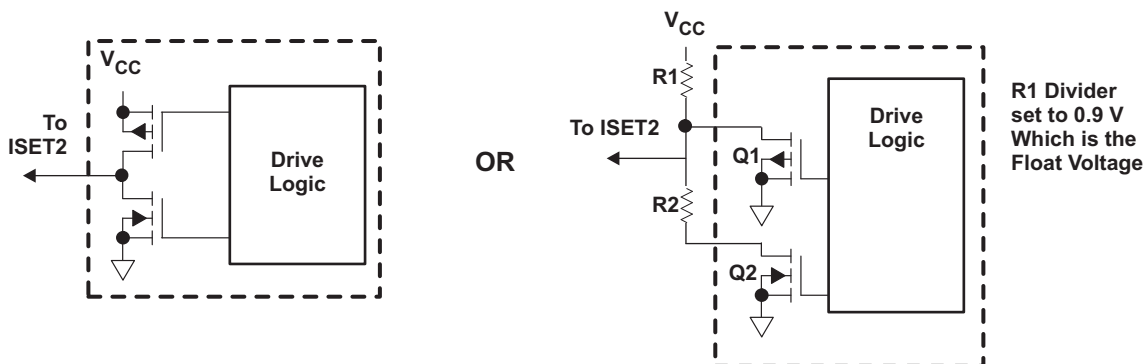 VCC
To
ISET2
Drive
Logic
OR
VCC
R1
To ISET2
Q1
R2
Q2
Drive
Logic
R1 Divider
set to 0.9 V
Which is the
Float Voltage